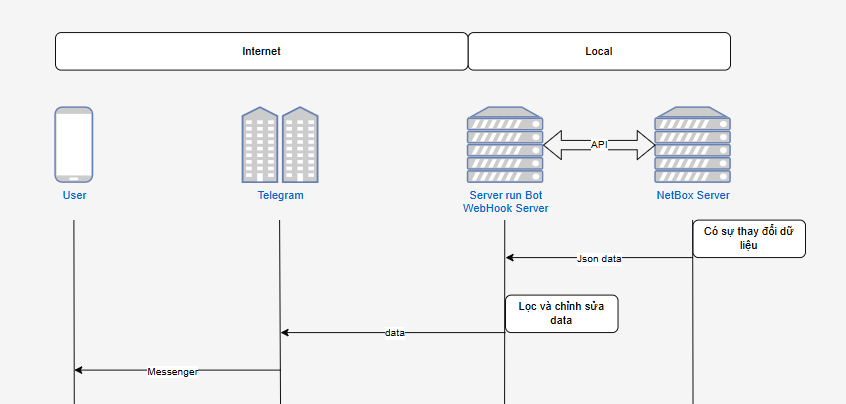 Internet
Local
API
User
Telegram
Server run Bot
WebHook Server
NetBox Server
Có sự thay đổi dữ
liệu
Json data
Lọc và chỉnh sửa
data
data
Messenger